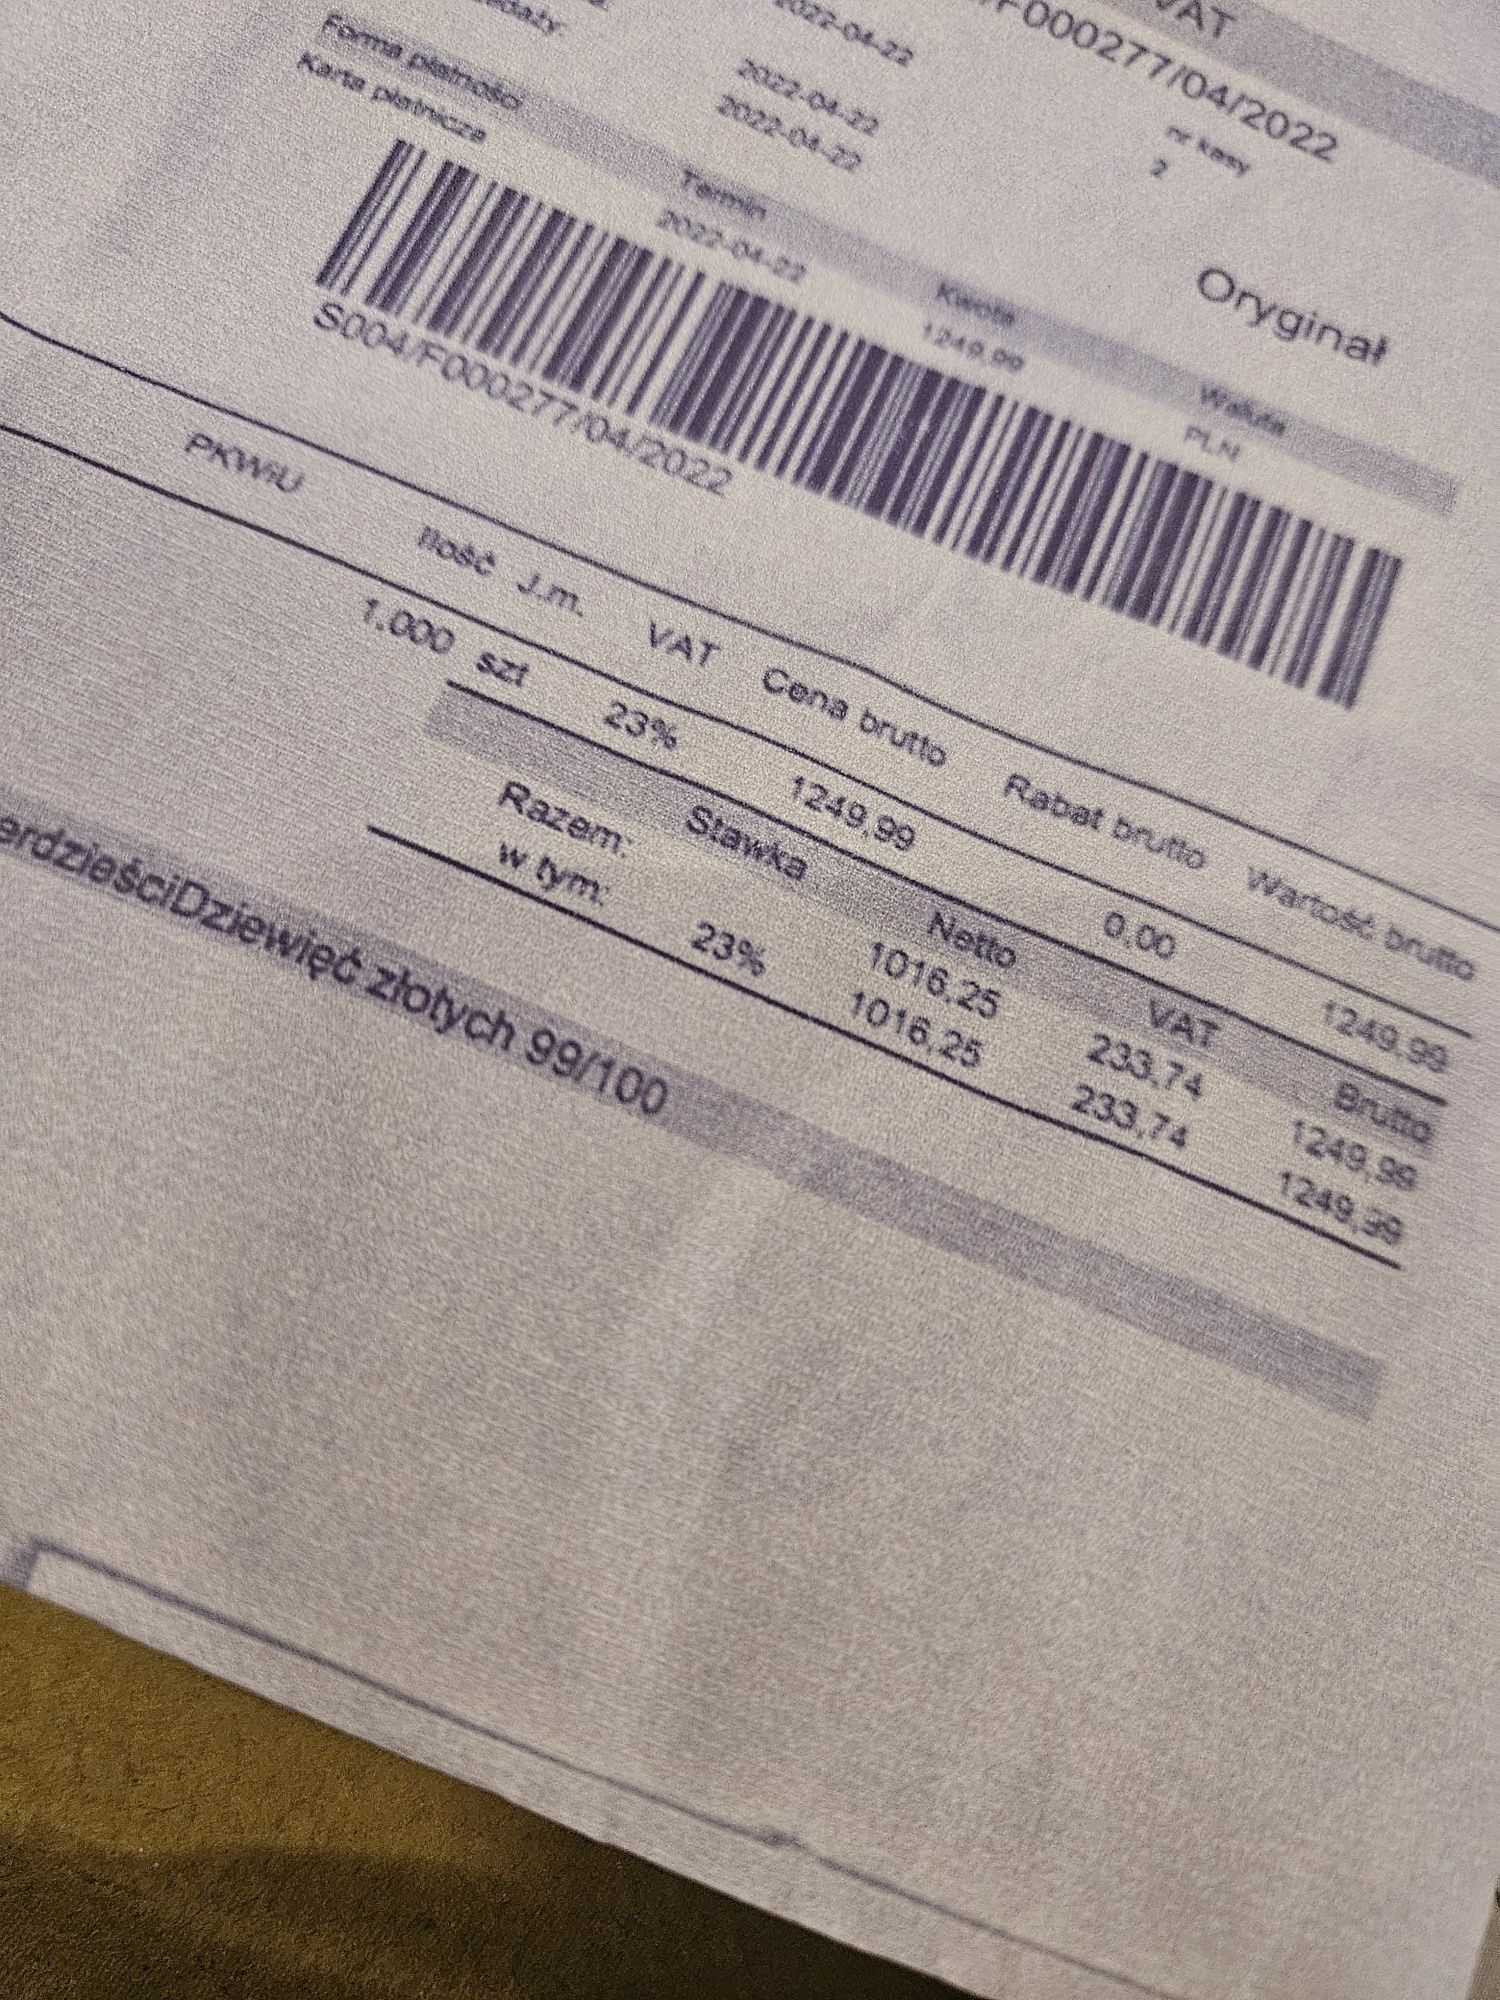 VAT
/F000277/04/2022
2022-04-22
2022-04-22
2022-04-22
nr kasy
2
Oryginał
Forma płatności Termin Kwota Waluta
Karta płatnicza 2022-04-22 1249,99 PLN
S004/F000277/04/2022
PKWiU Ilość J.m. VAT Cena brutto Rabat brutto Wartość brutto
1,000 szt 23% 1249,99 0,00 1249,99
Stawka Netto VAT Brutto
Razem: 1016,25 233,74 1249,99
w tym: 23% 1016,25 233,74 1249,99
erdzieściDziewięć złotych 99/100